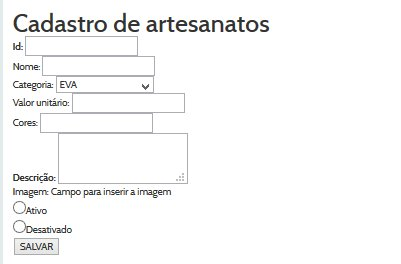 Cadastro de artesanatos
Id:
Nome:
Categoria: EVA
Valor unitário:
Cores:
Descrição:
Imagem: Campo para inserir a imagem
Ativo
Desativado
SALVAR